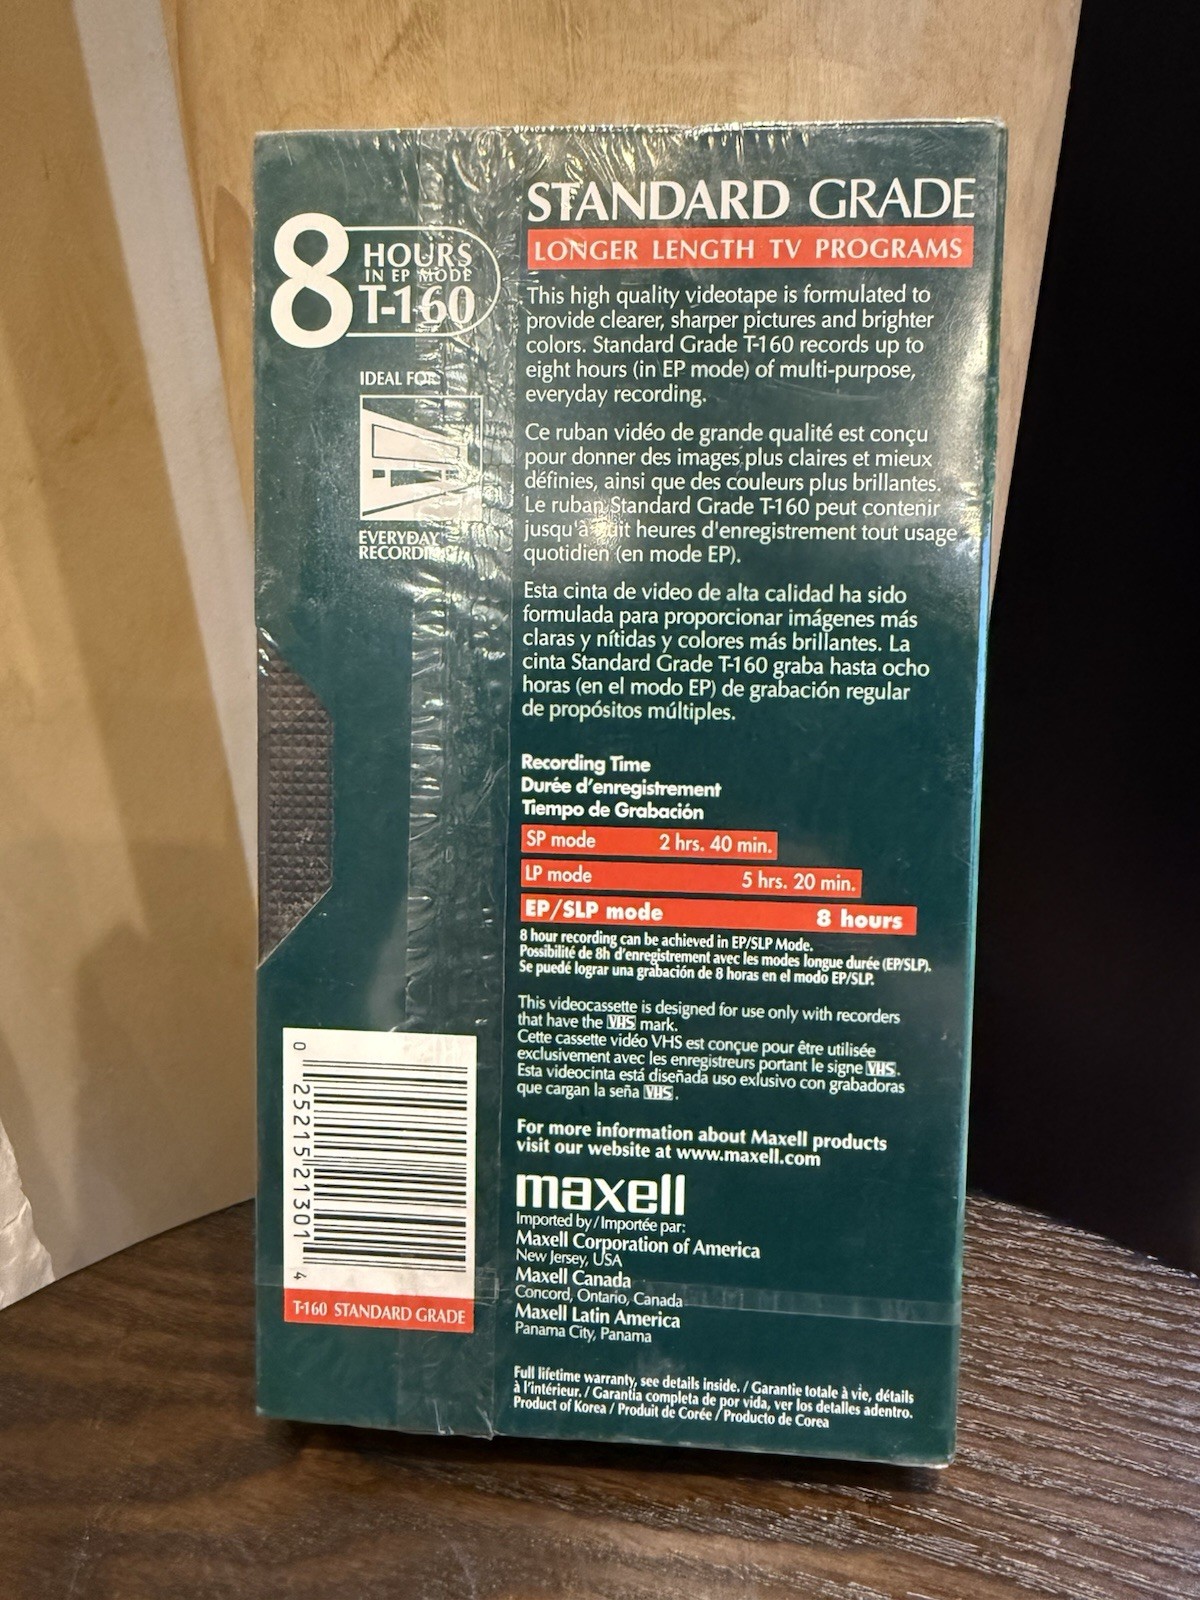 8 HOURS
IN EP MODE
T-160
IDEAL FOR
EVERYDAY
RECORDING
STANDARD GRADE
LONGER LENGTH TV PROGRAMS
This high quality videotape is formulated to
provide clearer, sharper pictures and brighter
colors. Standard Grade T-160 records up to
eight hours (in EP mode) of multi-purpose,
everyday recording.
Ce ruban vidéo de grande qualité est conçu
pour donner des images plus claires et mieux
définies, ainsi que des couleurs plus brillantes.
Le ruban Standard Grade T-160 peut contenir
jusqu'à huit heures d'enregistrement tout usage
quotidien (en mode EP).
Esta cinta de video de alta calidad ha sido
formulada para proporcionar imágenes más
claras y nítidas y colores más brillantes. La
cinta Standard Grade T-160 graba hasta ocho
horas (en el modo EP) de grabación regular
de propósitos múltiples.
Recording Time
Durée d'enregistrement
Tiempo de Grabación
SP mode 2 hrs. 40 min.
LP mode 5 hrs. 20 min.
EP/SLP mode 8 hours
8 hour recording can be achieved in EP/SLP Mode.
Possibilité de 8h d'enregistrement avec les modes longue durée (EP/SLP).
Se puedé lograr una grabación de 8 horas en el modo EP/SLP.
This videocassette is designed for use only with recorders
that have the VHS mark.
Cette cassette vidéo VHS est conçue pour être utilisée
exclusivement avec les enregistreurs portant le signe VHS.
Esta videocinta está diseñada uso exlusivo con grabadoras
que cargan la seña VHS.
For more information about Maxell products
visit our website at www.maxell.com
maxell
Imported by / Importée par:
Maxell Corporation of America
New Jersey, USA
Maxell Canada
Concord, Ontario, Canada
Maxell Latin America
Panama City, Panama
Full lifetime warranty, see details inside. / Garantie totale à vie, détails
à l'intérieur. / Garantia completa de por vida, ver los detalles adentro.
Product of Korea / Produit de Corée / Producto de Corea
0 25215 21301 4
T-160 STANDARD GRADE